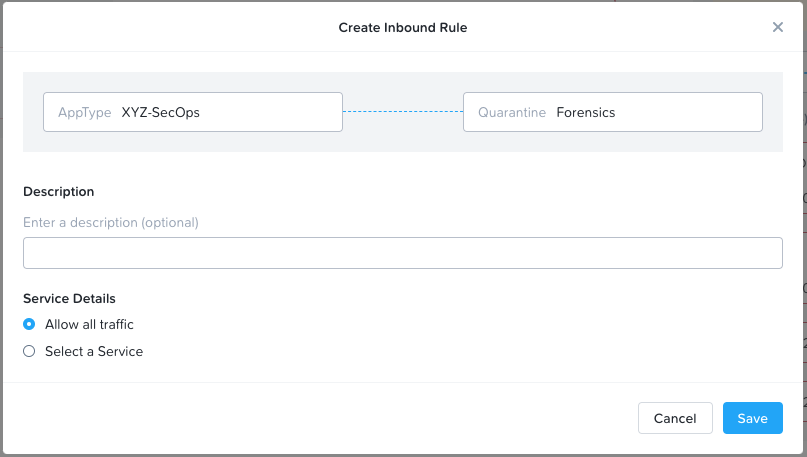 Create Inbound Rule
AppType XYZ-SecOps
Quarantine Forensics
Description
Enter a description (optional)
Service Details
Allow all traffic
Select a Service
Cancel Save